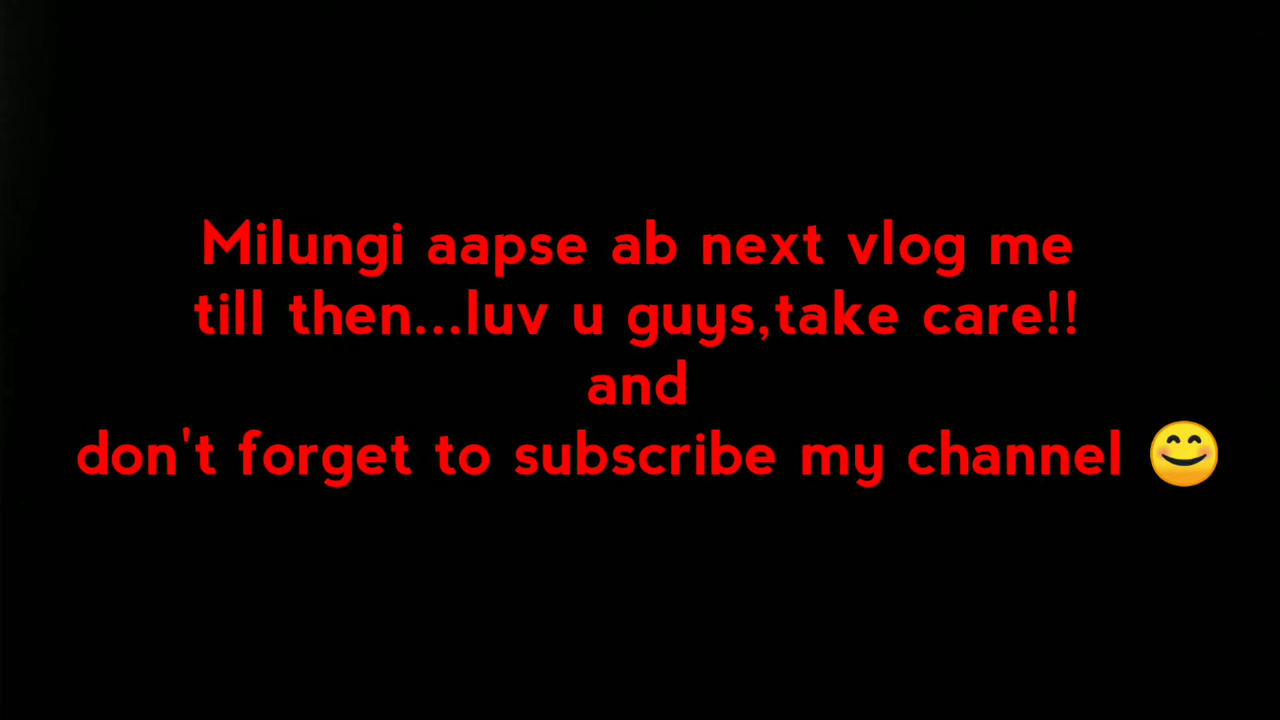 Milungi aapse ab next vlog me
till then...luv u guys,take care!!
and
don't forget to subscribe my channel 😊